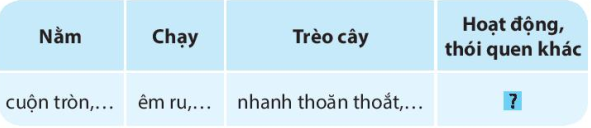 Nằm
Chạy
Trèo cây
Hoạt động,
thói quen khác
cuộn tròn,...
êm ru,...
nhanh thoăn thoắt,...
?